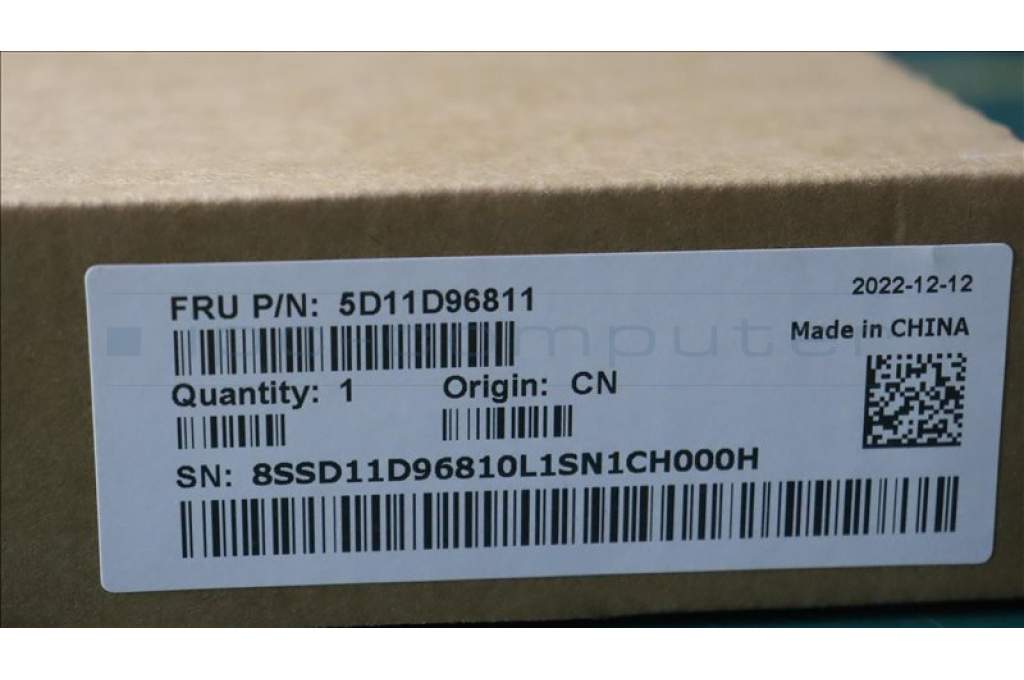 FRU P/N: 5D11D96811
2022-12-12
Made in CHINA
Quantity: 1
Origin: CN
SN: 8SSD11D96810L1SN1CH000H